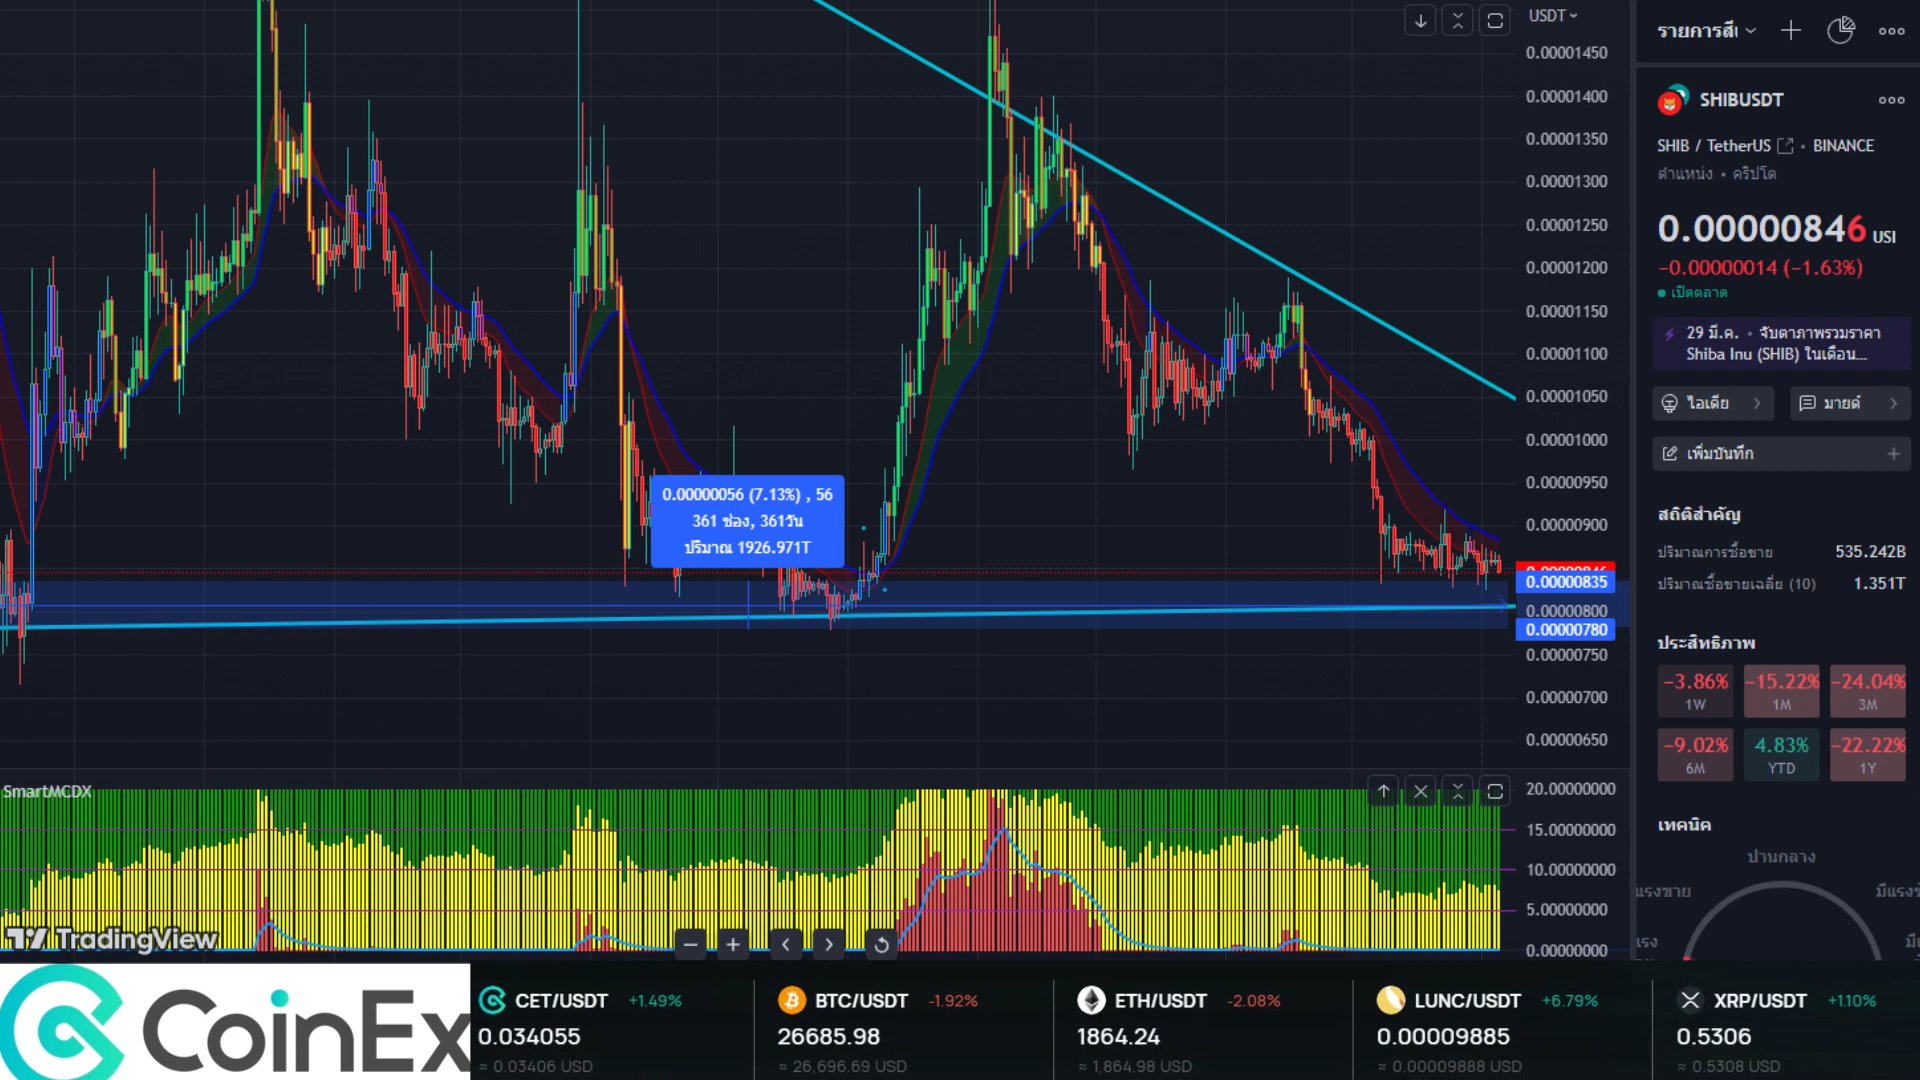 USDT
0.00001450
0.00001400
0.00001350
0.00001300
0.00001250
0.00001200
0.00001150
0.00001100
0.00001050
0.00001000
0.00000950
0.00000900
0.00000835
0.00000800
0.00000780
0.00000750
0.00000700
0.00000650
0.00000056 (7.13%) , 56
361 ช่อง, 361วัน
ปริมาณ 1926.971T
SmartMCDX
20.00000000
15.00000000
10.00000000
5.00000000
0.00000000
TradingView
SHIBUSDT
SHIB / TetherUS • BINANCE
ตำแหน่ง • คริปโต
0.00000846
−0.00000014 (−1.63%)
เปิดตลาด
29 มี.ค. • จับตาภาพรวมราคา
Shiba Inu (SHIB) ในเดือน...
ไอเดีย
มายด์
เพิ่มบันทึก
สถิติสำคัญ
ปริมาณการซื้อขาย 535.242B
ปริมาณซื้อขายเฉลี่ย (10) 1.351T
ประสิทธิภาพ
−3.86% −15.22% −24.04%
1W 1M 3M
−9.02% 4.83% −22.22%
6M YTD 1Y
เทคนิค
ปานกลาง
แรงขาย
CoinEx
CET/USDT +1.49%
0.034055
≈ 0.03406 USD
BTC/USDT -1.92%
26685.98
≈ 26,696.69 USD
ETH/USDT -2.08%
1864.24
≈ 1,864.98 USD
LUNC/USDT +6.79%
0.00009885
≈ 0.00009888 USD
XRP/USDT +1.10%
0.5306
≈ 0.5308 USD